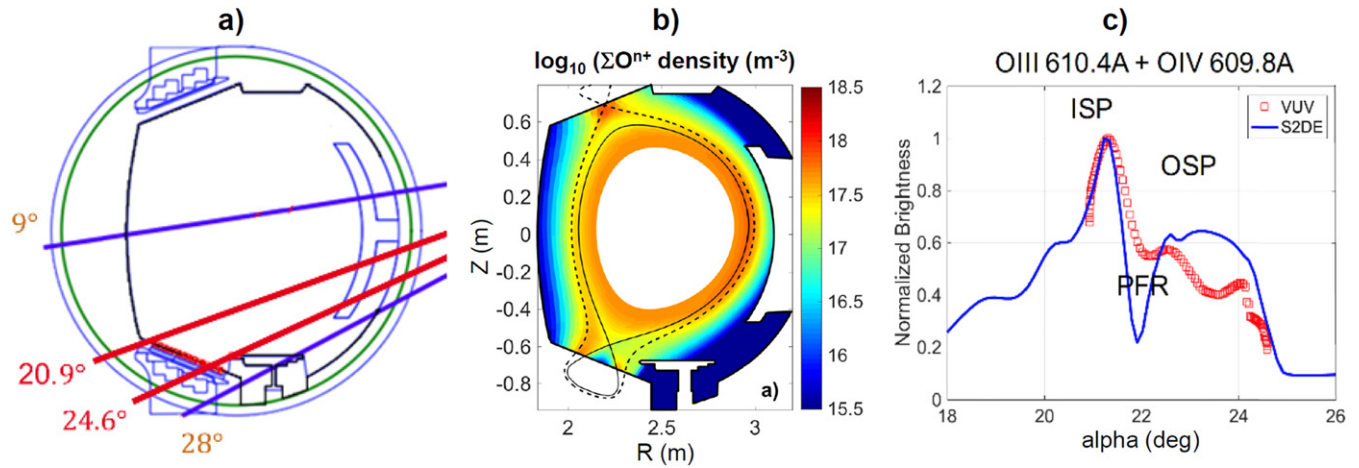 a)
9°
20.9°
24.6°
28°
b)
log10 (ΣOⁿ⁺ density (m⁻³)
0.6
0.4
0.2
0
-0.2
-0.4
-0.6
-0.8
Z (m)
2
2.5
3
R (m)
a)
18.5
18
17.5
17
16.5
16
15.5
c)
OIII 610.4A + OIV 609.8A
1.2
1
0.8
0.6
0.4
0.2
0
Normalized Brightness
ISP
OSP
PFR
VUV
S2DE
18
20
22
24
26
alpha (deg)